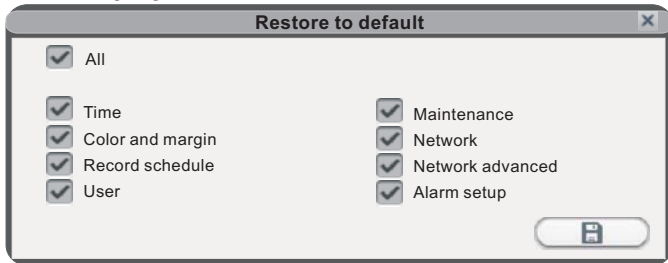 Restore to default
All
Time
Color and margin
Record schedule
User
Maintenance
Network
Network advanced
Alarm setup